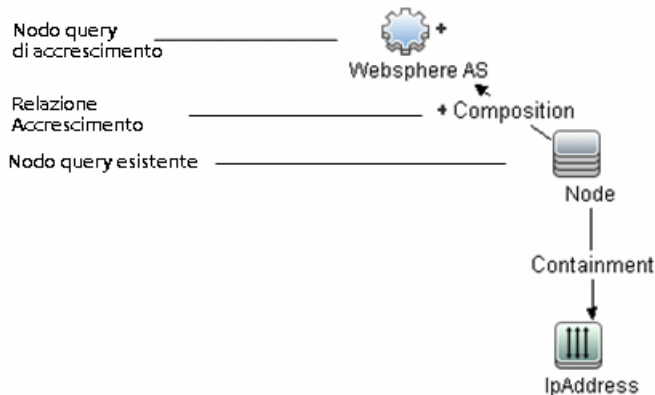 Nodo query
di accrescimento
+
Websphere AS
Relazione
Accrescimento
+ Composition
Nodo query esistente
Node
Containment
IpAddress